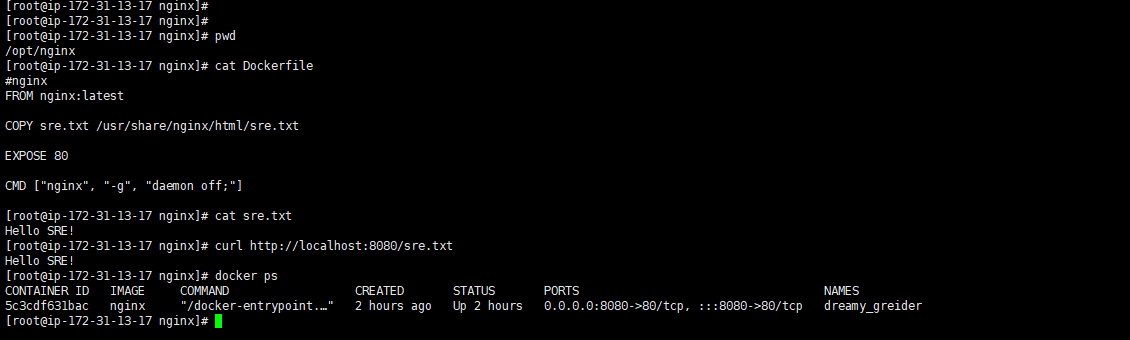 [root@ip-172-31-13-17 nginx]#
[root@ip-172-31-13-17 nginx]#
[root@ip-172-31-13-17 nginx]# pwd
/opt/nginx
[root@ip-172-31-13-17 nginx]# cat Dockerfile
#nginx
FROM nginx:latest
COPY sre.txt /usr/share/nginx/html/sre.txt
EXPOSE 80
CMD ["nginx", "-g", "daemon off;"]
[root@ip-172-31-13-17 nginx]# cat sre.txt
Hello SRE!
[root@ip-172-31-13-17 nginx]# curl http://localhost:8080/sre.txt
Hello SRE!
[root@ip-172-31-13-17 nginx]# docker ps
CONTAINER ID   IMAGE     COMMAND                  CREATED       STATUS       PORTS                                   NAMES
5c3cdf631bac   nginx     "/docker-entrypoint.…"   2 hours ago   Up 2 hours   0.0.0.0:8080->80/tcp, :::8080->80/tcp   dreamy_greider
[root@ip-172-31-13-17 nginx]#